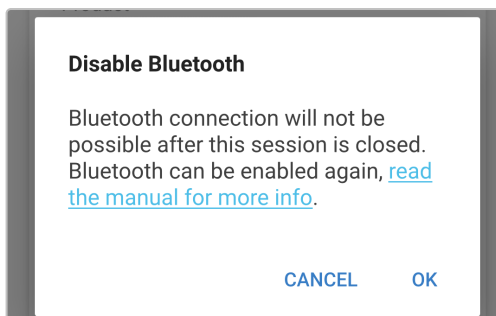 Disable Bluetooth
Bluetooth connection will not be
possible after this session is closed.
Bluetooth can be enabled again, read
the manual for more info.
CANCEL OK